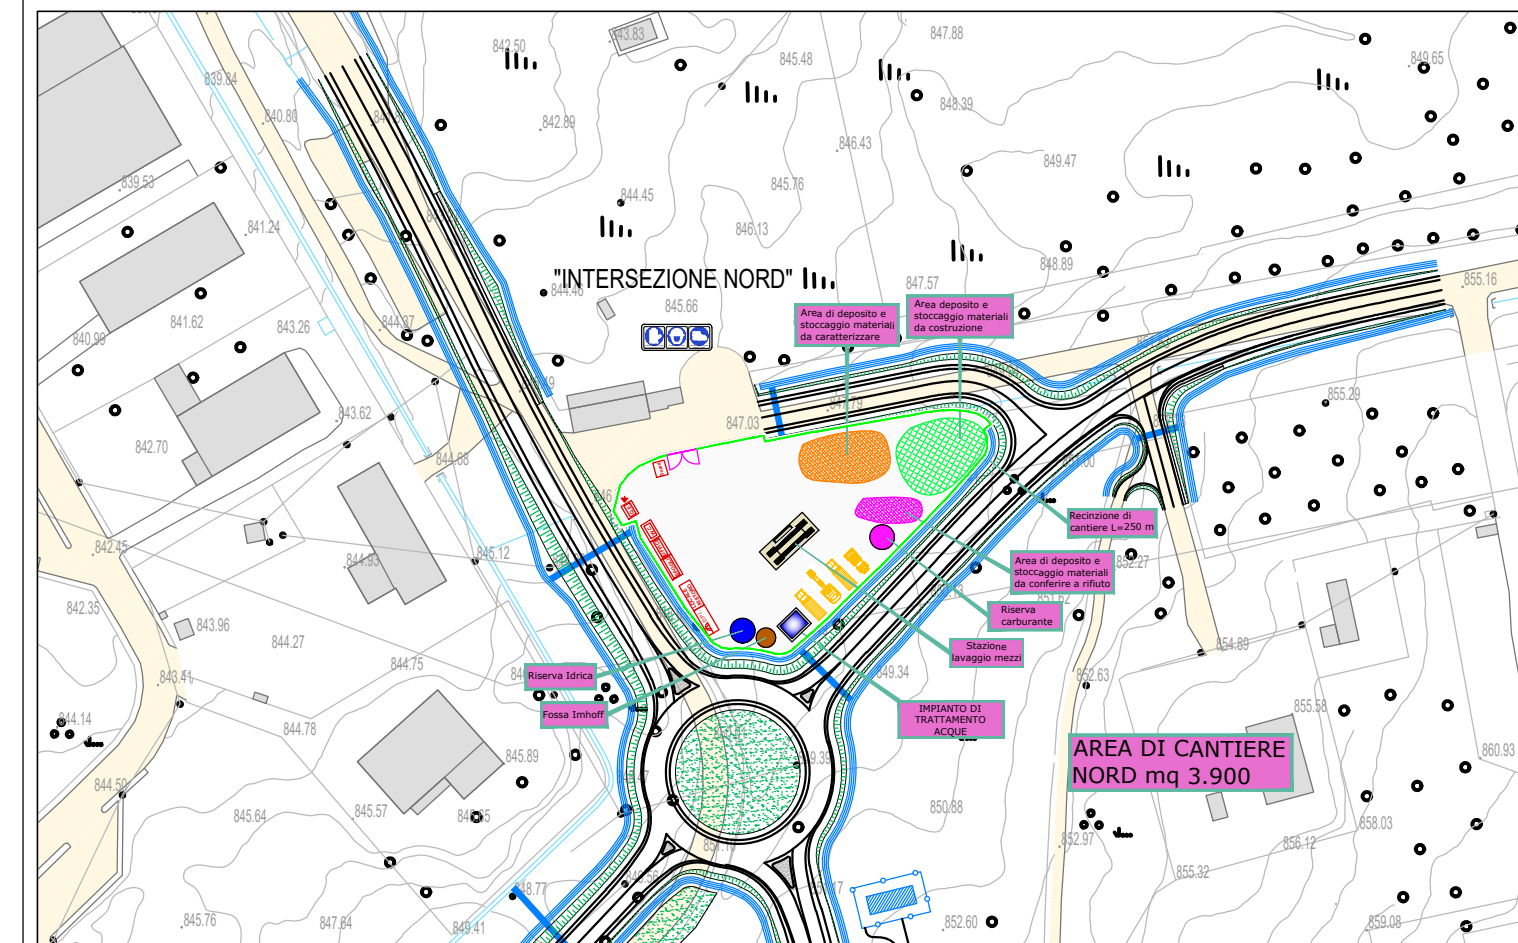 842.50
843.83
847.88
845.48
849.65
839.84
848.39
840.80
842.89
846.43
849.47
839.53
845.76
844.45
841.24
846.13
848.89
"INTERSEZIONE NORD"
847.57
855.16
844.46
845.66
841.62
843.26
844.37
840.99
Area di deposito e
stoccaggio materiali
da caratterizzare
Area deposito e
stoccaggio materiali
da costruzione
843.62
847.03
855.29
842.70
844.68
Recinzione di
cantiere L=250 m
842.45
844.93
845.12
852.27
Area di deposito e
stoccaggio materiali
da conferire a rifiuto
842.35
851.62
Riserva
carburante
843.96
844.27
854.89
Stazione
lavaggio mezzi
844.75
849.34
852.63
843.41
Riserva Idrica
Fossa Imhoff
IMPIANTO DI
TRATTAMENTO
ACQUE
855.58
844.14
844.78
845.89
AREA DI CANTIERE
NORD mq 3.900
860.93
844.50
845.57
845.64
850.88
858.03
852.97
856.12
855.32
848.77
845.76
847.64
849.41
852.60
859.08